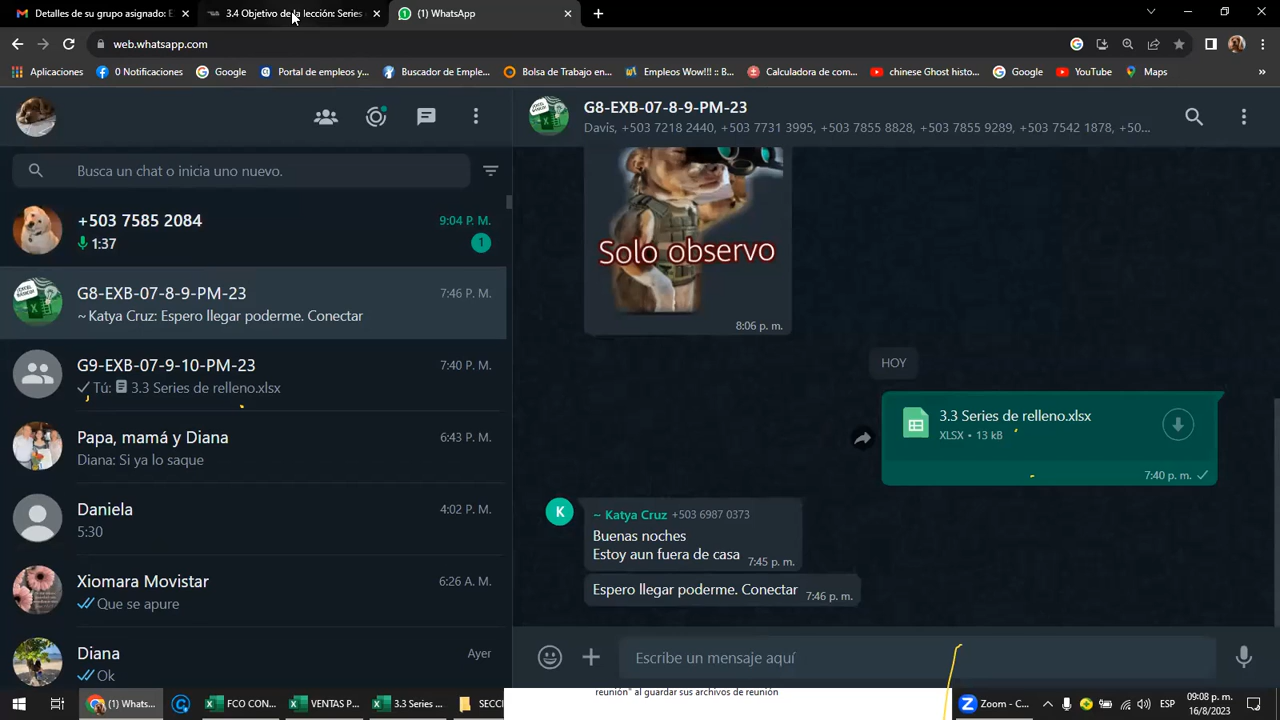 Detalles de su grupo asignado: E
3.4 Objetivo de la lección: Series
(1) WhatsApp
web.whatsapp.com
Aplicaciones
0 Notificacion
Google
Portal de empleos y...
Buscador de Emple...
Bolsa de Trabajo...
Empleos Wow!!! :: B...
Calculadora de com...
chinese Ghost histo...
Google
YouTube
Maps
G8-EXB-07-8-9-PM-23
Davis, +503 7218 2440, +503 7731 3995, +503 7855 8828, +503 7855 9289, +503 7542 1878, +50...
Busca un chat o inicia uno nuevo.
+503 7585 2084
9:04 P. M.
1:37
1
G8-EXB-07-8-9-PM-23
7:46 P. M.
~ Katya Cruz: Espero llegar poderme. Conectar
G9-EXB-07-9-10-PM-23
7:40 P. M.
Tú: 3.3 Series de relleno.xlsx
Papa, mamá y Diana
6:43 P. M.
Diana: Si ya lo saque
Daniela
4:02 P. M.
5:30
Xiomara Movistar
6:26 A. M.
Que se apure
Diana
Ayer
Ok
Solo observo
8:06 p. m.
HOY
3.3 Series de relleno.xlsx
XLSX • 13 kB
7:40 p. m.
K
~ Katya Cruz +503 6987 0373
Buenas noches
Estoy aun fuera de casa
7:45 p. m.
Espero llegar poderme. Conectar
7:46 p. m.
Escribe un mensaje aquí
reunión" al guardar sus archivos de reunión
(1) Whats...
FCO CON...
VENTAS P...
3.3 Serie...
SECCI
Zoom - C...
ESP
09:08 p. m.
16/8/2023